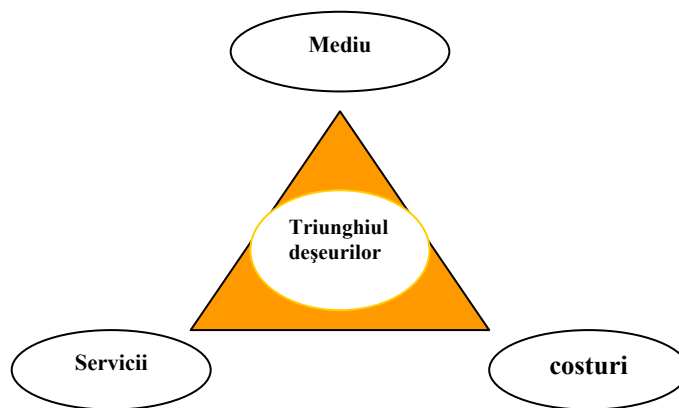 Mediu
Triunghiul
deşeurilor
Servicii
costuri